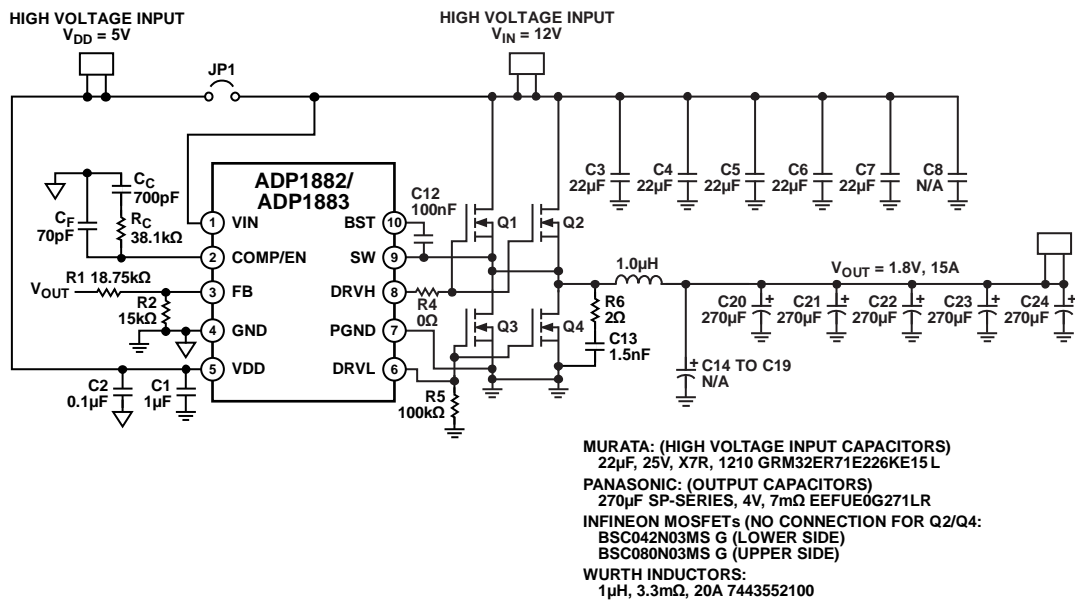 HIGH VOLTAGE INPUT
VDD = 5V
HIGH VOLTAGE INPUT
VIN = 12V
JP1
CC
700pF
CF
70pF
RC
38.1kΩ
R1 18.75kΩ
VOUT
R2
15kΩ
C2
0.1µF
C1
1µF
ADP1882/
ADP1883
1 VIN
2 COMP/EN
3 FB
4 GND
5 VDD
BST 10
SW 9
DRVH 8
PGND 7
DRVL 6
C12
100nF
R4
0Ω
R5
100kΩ
Q1
Q2
Q3
Q4
C3
22µF
C4
22µF
C5
22µF
C6
22µF
C7
22µF
C8
N/A
1.0µH
R6
2Ω
C13
1.5nF
VOUT = 1.8V, 15A
C20
270µF
C21
270µF
C22
270µF
C23
270µF
C24
270µF
+
+
+
+
+
+
C14 TO C19
N/A
MURATA: (HIGH VOLTAGE INPUT CAPACITORS)
22µF, 25V, X7R, 1210 GRM32ER71E226KE15 L
PANASONIC: (OUTPUT CAPACITORS)
270µF SP-SERIES, 4V, 7mΩ EEFUE0G271LR
INFINEON MOSFETs (NO CONNECTION FOR Q2/Q4:
BSC042N03MS G (LOWER SIDE)
BSC080N03MS G (UPPER SIDE)
WURTH INDUCTORS:
1µH, 3.3mΩ, 20A 7443552100